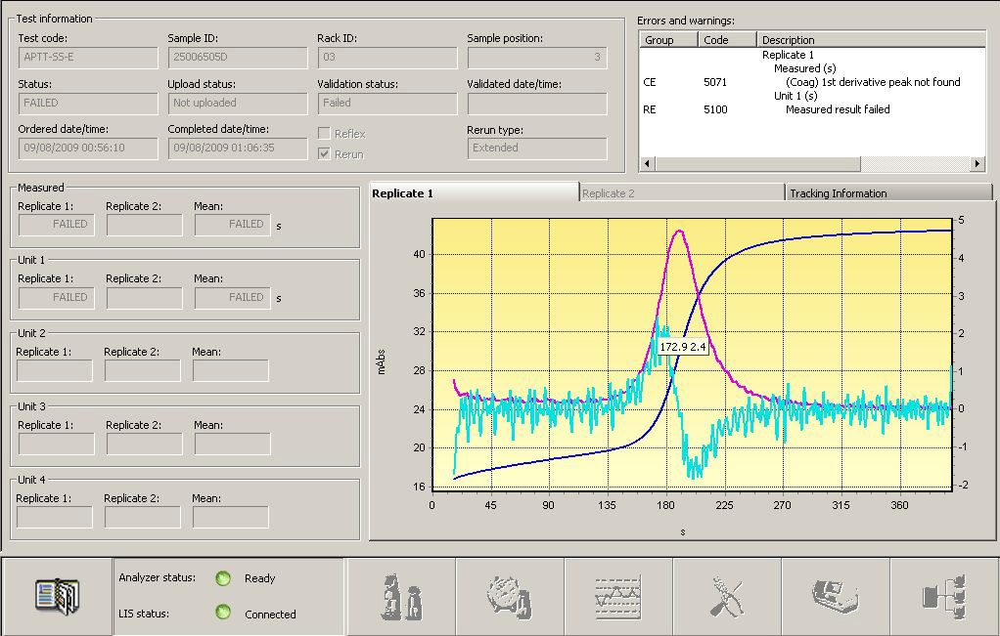 Test information
Test code:
APTT-SS-E
Sample ID:
25006505D
Rack ID:
03
Sample position:
3
Status:
FAILED
Upload status:
Not uploaded
Validation status:
Failed
Validated date/time:
Ordered date/time:
09/08/2009 00:56:10
Completed date/time:
09/08/2009 01:06:35
Reflex
Rerun
Rerun type:
Extended
Errors and warnings:
Group Code Description
Replicate 1
Measured (s)
CE 5071 (Coag) 1st derivative peak not found
Unit 1 (s)
RE 5100 Measured result failed
Measured
Replicate 1: Replicate 2: Mean:
FAILED FAILED s
Unit 1
Replicate 1: Replicate 2: Mean:
FAILED FAILED s
Unit 2
Replicate 1: Replicate 2: Mean:
Unit 3
Replicate 1: Replicate 2: Mean:
Unit 4
Replicate 1: Replicate 2: Mean:
Replicate 1 Replicate 2 Tracking Information
mAbs
40
36
32
28
24
20
16
172.9 2.4
5
4
3
2
1
0
-1
-2
0 45 90 135 180 225 270 315 360
s
Analyzer status: Ready
LIS status: Connected